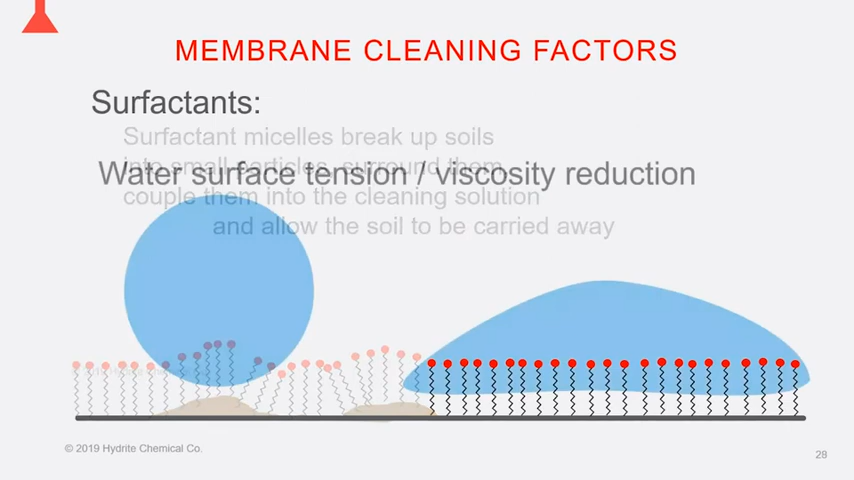 MEMBRANE CLEANING FACTORS
Surfactants:
Surfactant micelles break up soils
into small particles, surround them,
Water surface tension / viscosity reduction
couple them into the cleaning solution
and allow the soil to be carried away
© 2019 Hydrite Chemical Co.
28